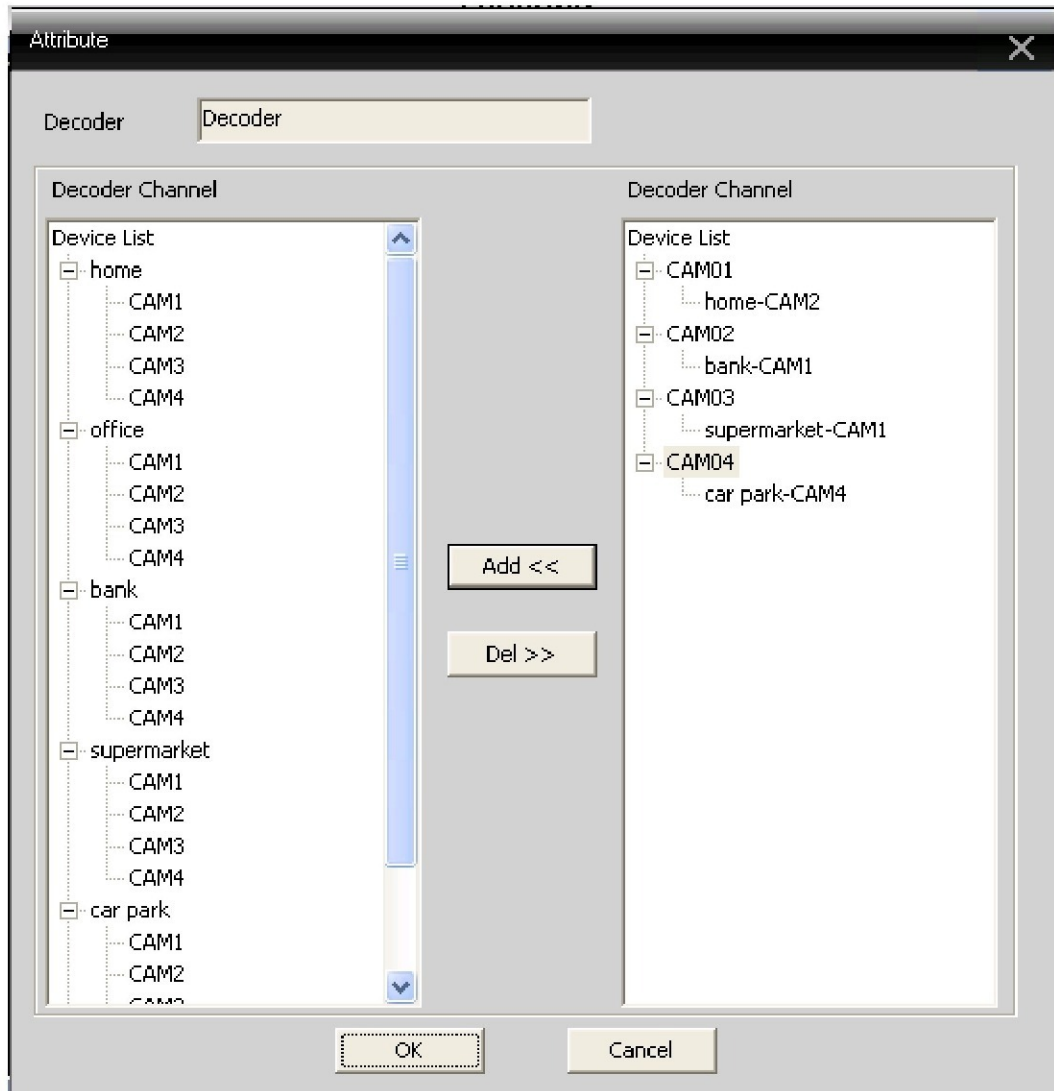 Attribute
Decoder
Decoder
Decoder Channel
Device List
home
CAM1
CAM2
CAM3
CAM4
office
CAM1
CAM2
CAM3
CAM4
bank
CAM1
CAM2
CAM3
CAM4
supermarket
CAM1
CAM2
CAM3
CAM4
car park
CAM1
CAM2
Add <<
Del >>
Decoder Channel
Device List
CAM01
home-CAM2
CAM02
bank-CAM1
CAM03
supermarket-CAM1
CAM04
car park-CAM4
OK
Cancel